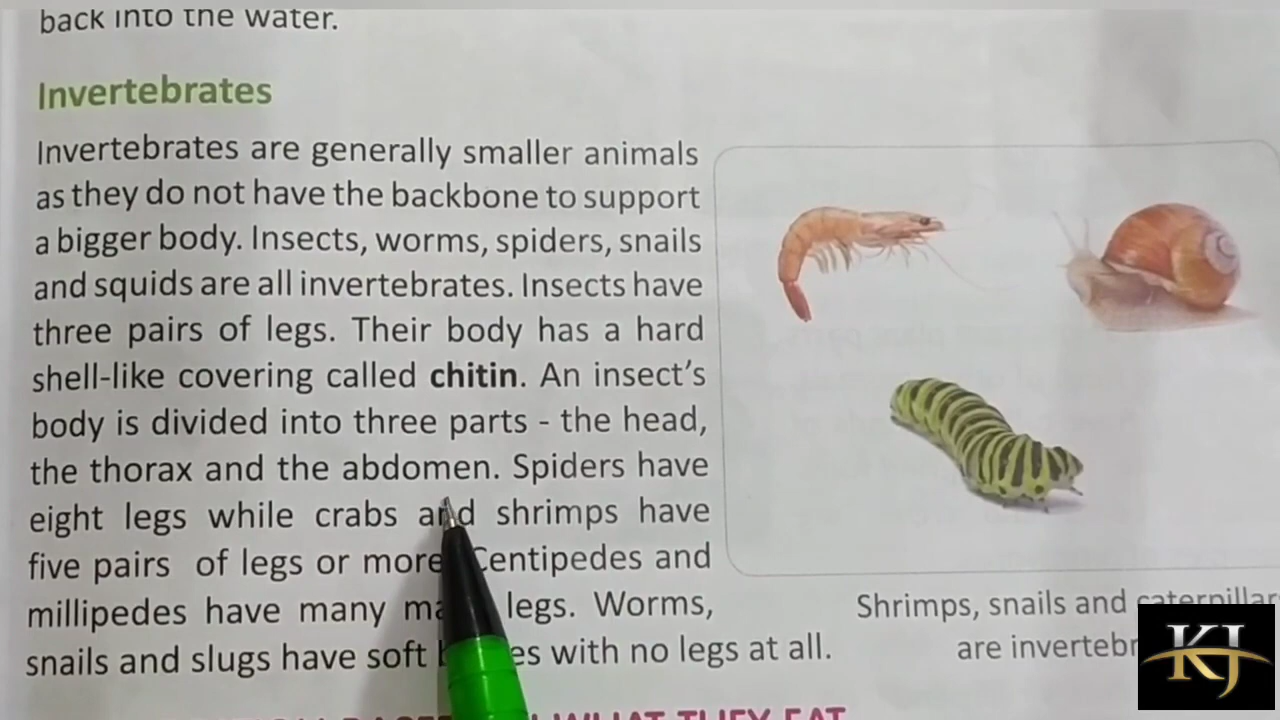 back into the water.
Invertebrates
Invertebrates are generally smaller animals
as they do not have the backbone to support
a bigger body. Insects, worms, spiders, snails
and squids are all invertebrates. Insects have
three pairs of legs. Their body has a hard
shell-like covering called chitin. An insect's
body is divided into three parts - the head,
the thorax and the abdomen. Spiders have
eight legs while crabs and shrimps have
five pairs of legs or more. Centipedes and
millipedes have many legs. Worms,
snails and slugs have soft with no legs at all.
Shrimps, snails and caterpillar
are
WHAT THEY EAT
KJ